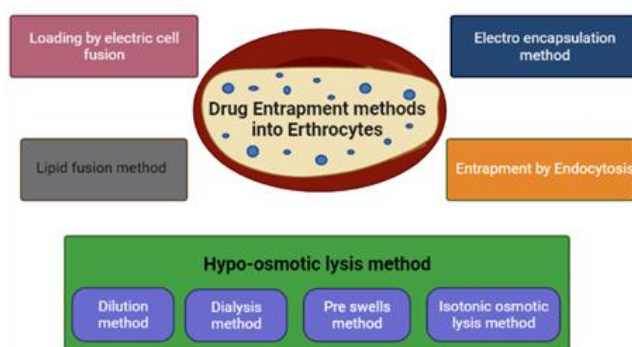 Loading by electric cell
fusion
Electro encapsulation
method
Drug Entrapment methods
into Erthrocytes
Lipid fusion method
Entrapment by Endocytosis
Hypo-osmotic lysis method
Dilution
method
Dialysis
method
Pre swells
method
Isotonic osmotic
lysis method